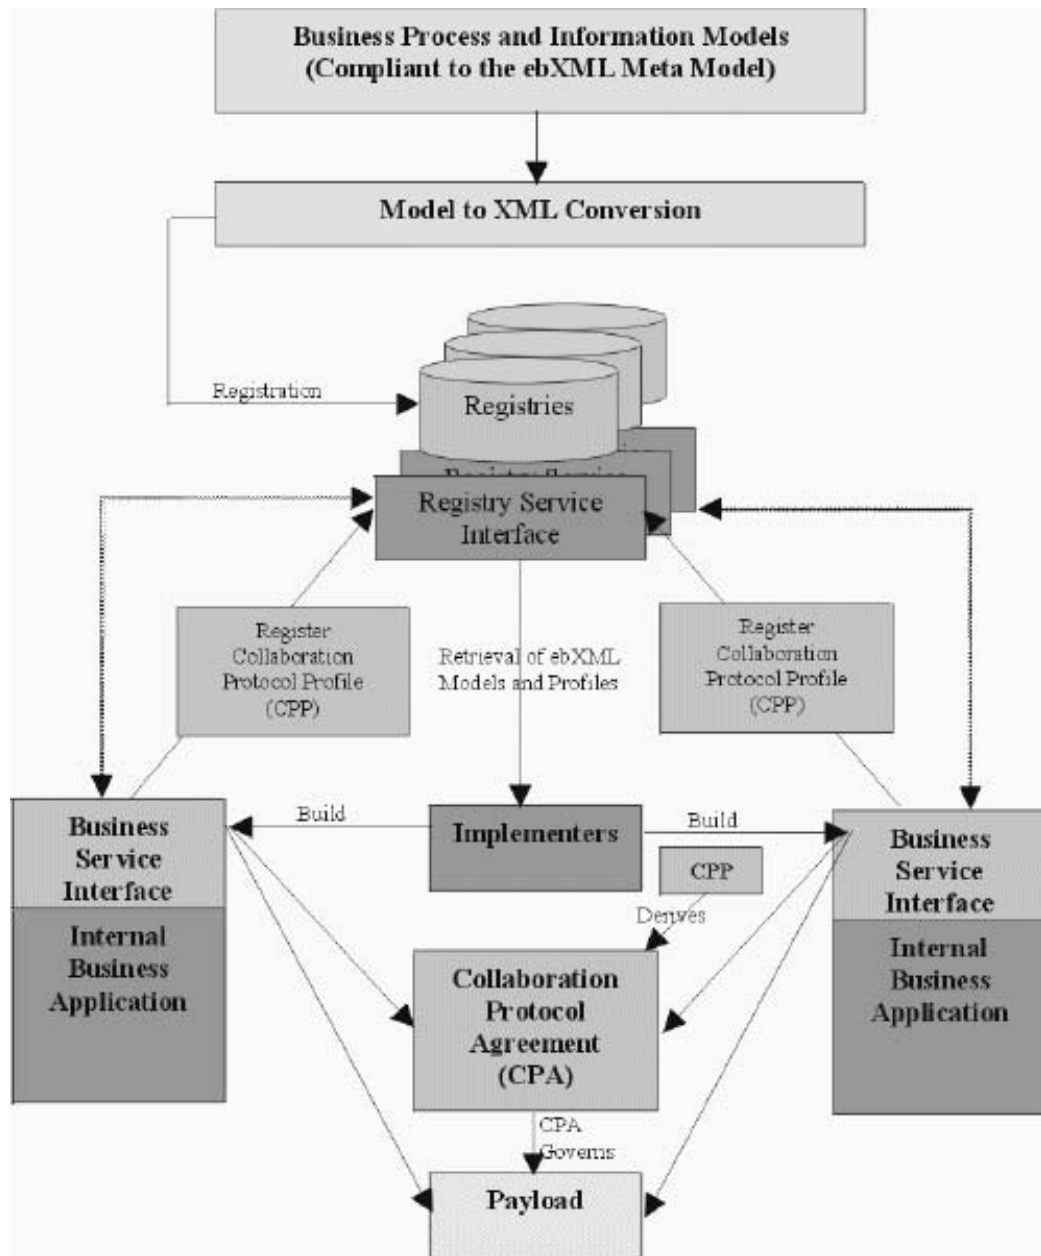 Business Process and Information Models
(Compliant to the ebXML Meta Model)
Model to XML Conversion
Registration
Registries
Registry Service
Registry Service
Interface
Register
Collaboration
Protocol Profile
(CPP)
Retrieval of ebXML
Models and Profiles
Register
Collaboration
Protocol Profile
(CPP)
Business
Service
Interface
Build
Implementers
Build
Business
Service
Interface
CPP
Derives
Internal
Business
Application
Collaboration
Protocol
Agreement
(CPA)
Internal
Business
Application
CPA
Governs
Payload